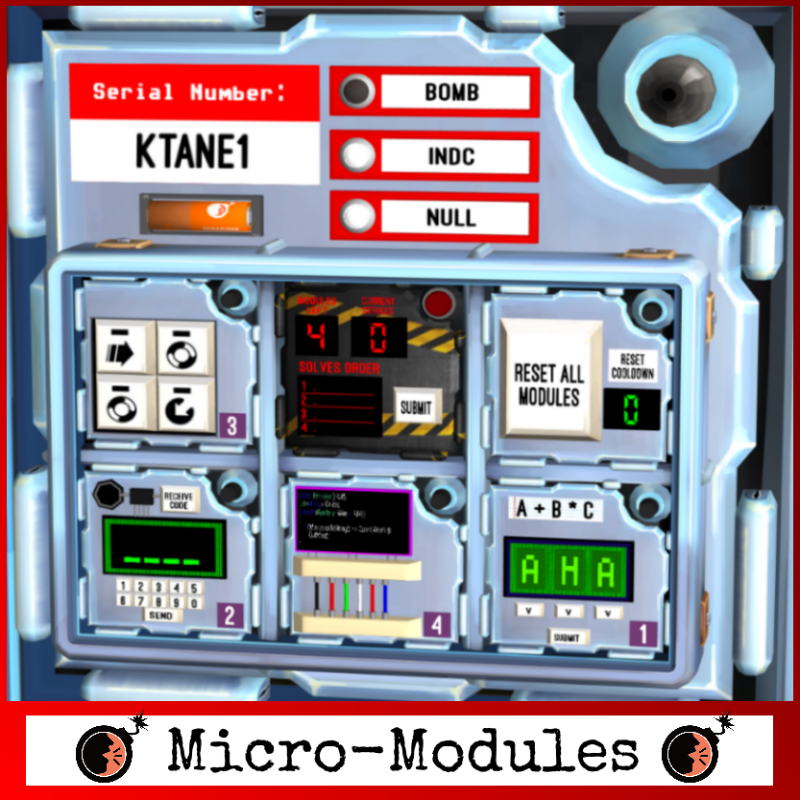 Serial Number:
KTANE1
BOMB
INDC
NULL
3
MODULES
LEFT
CURRENT
4
0
SOLVES ORDER
1
2
3
4
SUBMIT
RESET ALL
MODULES
RESET
COOLDOWN
0
RECEIVE
CODE
1 2 3 4 5
6 7 8 9 0
SEND
2
4
A + B * C
A H A
V V V
SUBMIT
1
Micro-Modules